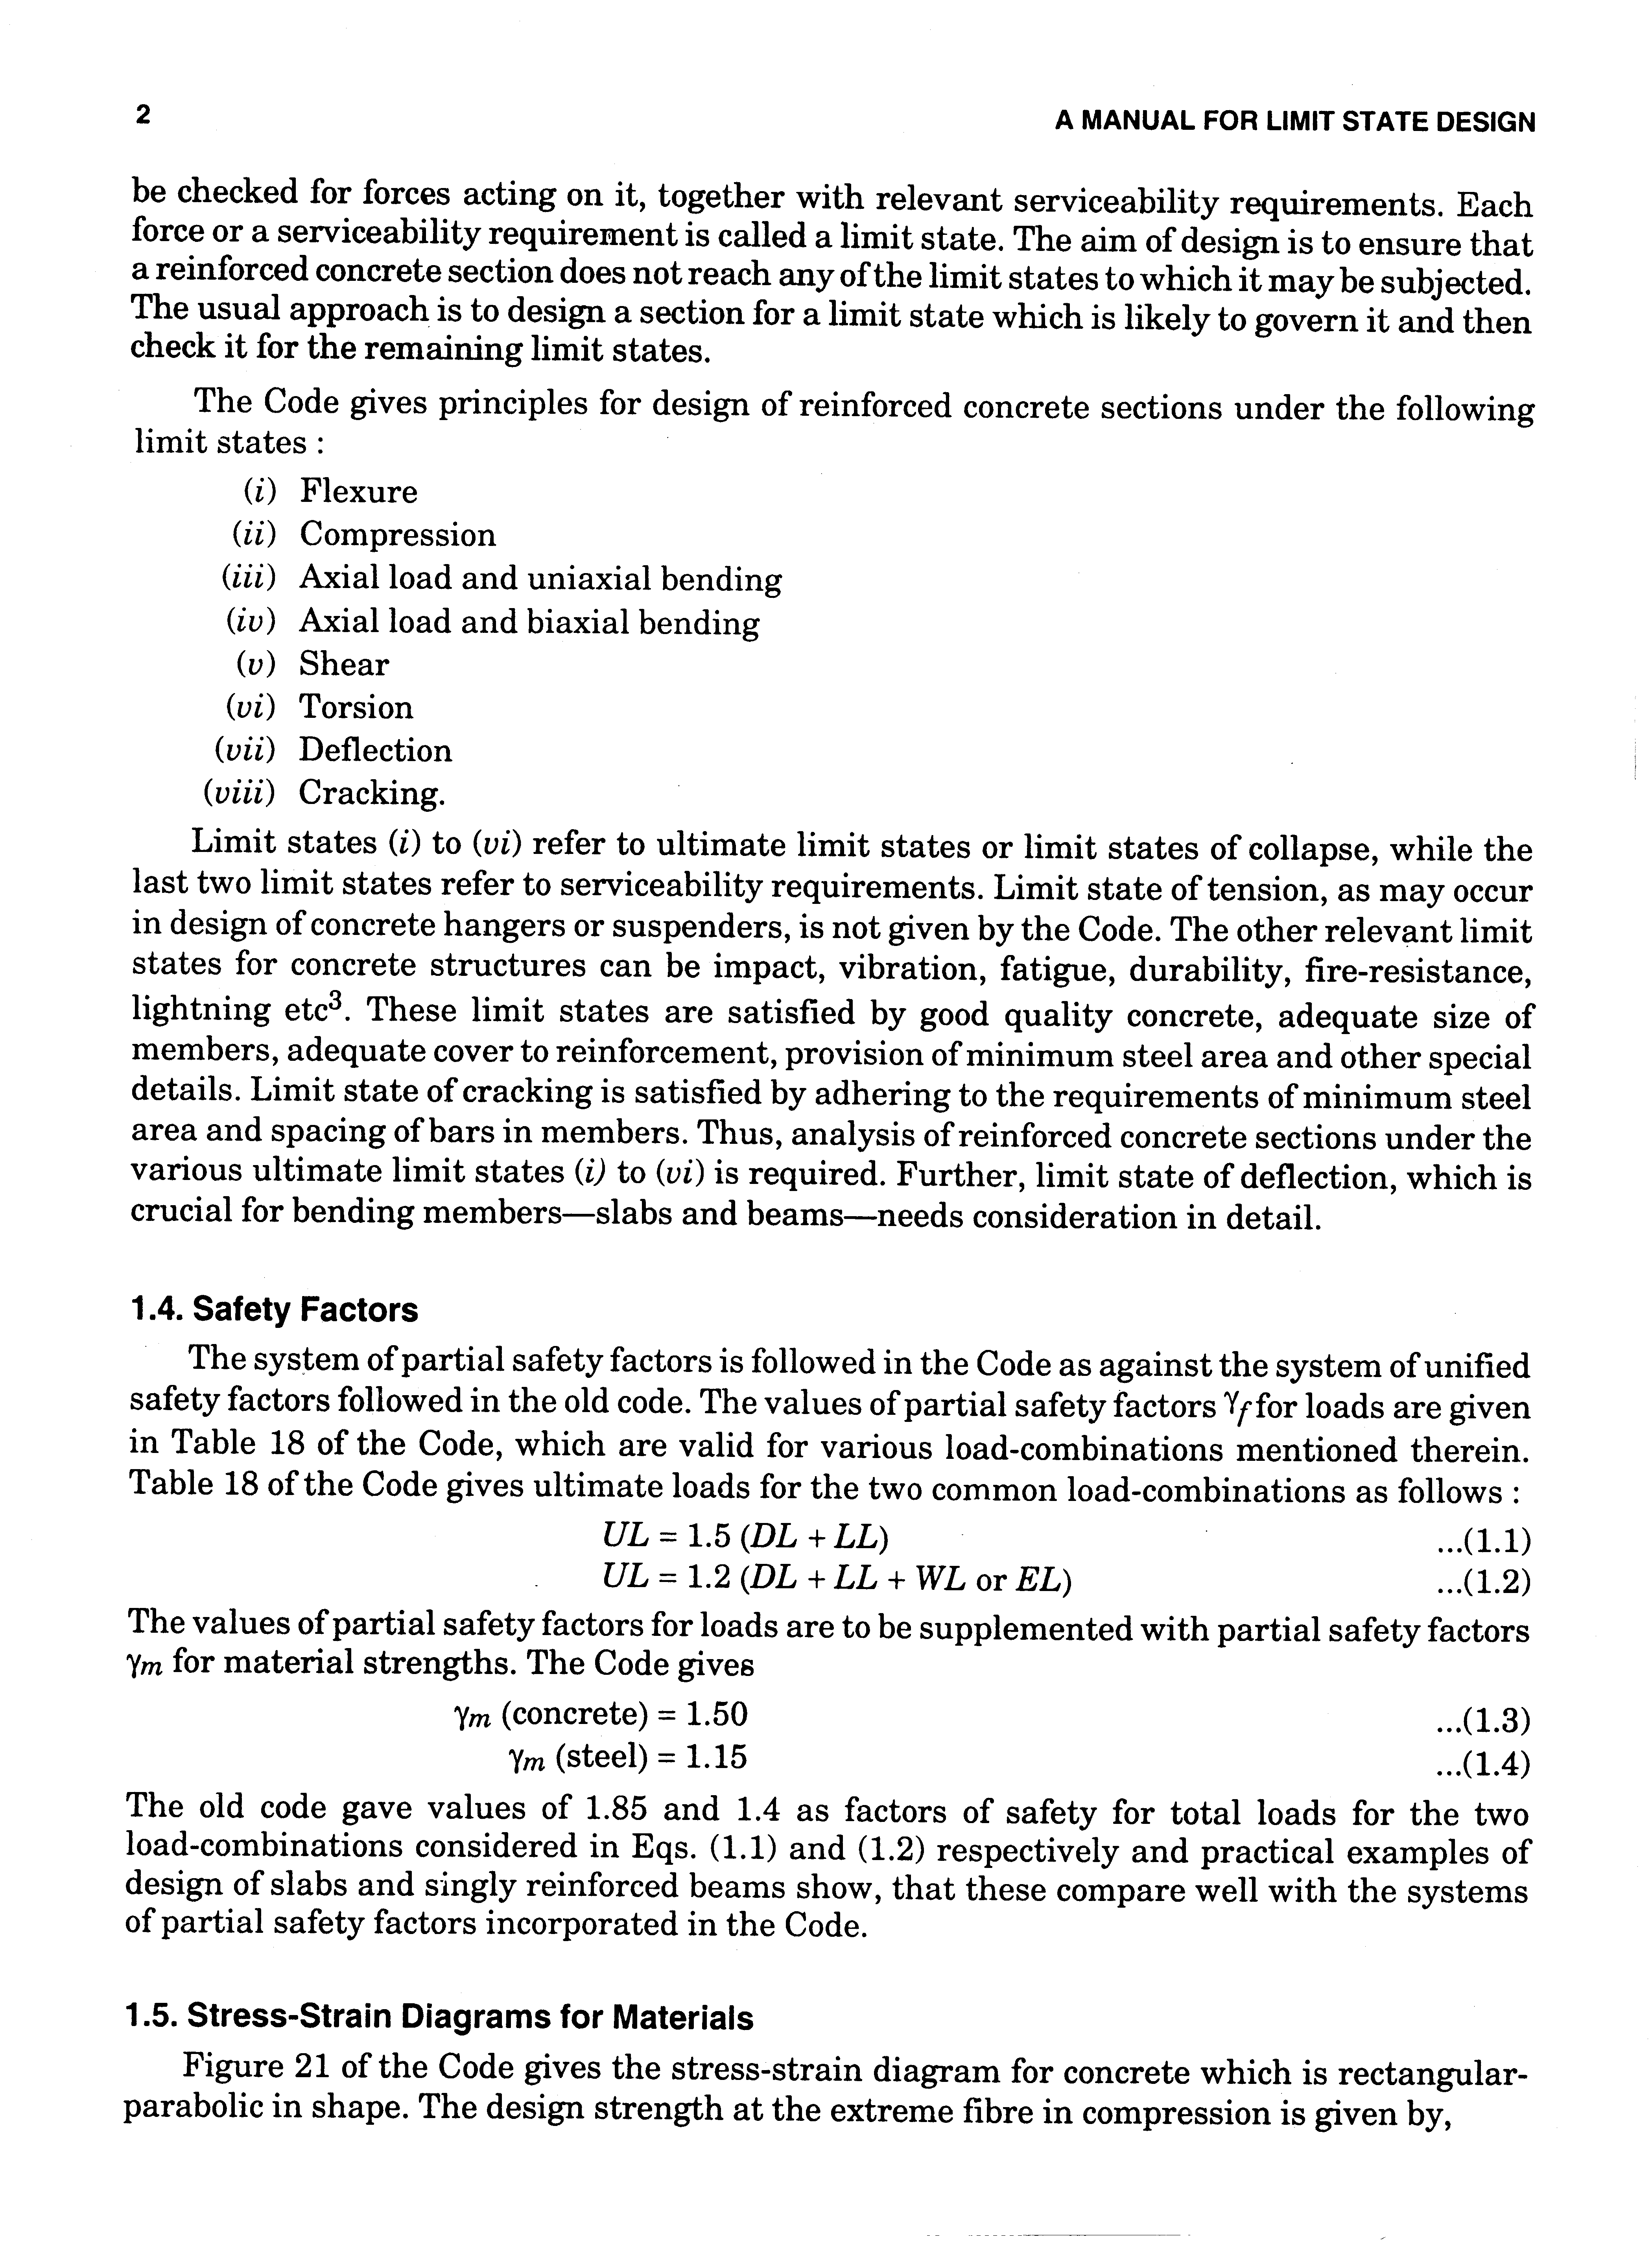 2
A MANUAL FOR LIMIT STATE DESIGN
be checked for forces acting on it, together with relevant serviceability requirements. Each
force or a serviceability requirement is called a limit state. The aim of design is to ensure that
a reinforced concrete section does not reach any of the limit states to which it may be subjected.
The usual approach is to design a section for a limit state which is likely to govern it and then
check it for the remaining limit states.
The Code gives principles for design of reinforced concrete sections under the following
limit states :
(i) Flexure
(ii) Compression
(iii) Axial load and uniaxial bending
(iv) Axial load and biaxial bending
(v) Shear
(vi) Torsion
(vii) Deflection
(viii) Cracking.
Limit states (i) to (vi) refer to ultimate limit states or limit states of collapse, while the
last two limit states refer to serviceability requirements. Limit state of tension, as may occur
in design of concrete hangers or suspenders, is not given by the Code. The other relevant limit
states for concrete structures can be impact, vibration, fatigue, durability, fire-resistance,
lightning etc³. These limit states are satisfied by good quality concrete, adequate size of
members, adequate cover to reinforcement, provision of minimum steel area and other special
details. Limit state of cracking is satisfied by adhering to the requirements of minimum steel
area and spacing of bars in members. Thus, analysis of reinforced concrete sections under the
various ultimate limit states (i) to (vi) is required. Further, limit state of deflection, which is
crucial for bending members—slabs and beams—needs consideration in detail.
1.4. Safety Factors
The system of partial safety factors is followed in the Code as against the system of unified
safety factors followed in the old code. The values of partial safety factors γf for loads are given
in Table 18 of the Code, which are valid for various load-combinations mentioned therein.
Table 18 of the Code gives ultimate loads for the two common load-combinations as follows :
UL = 1.5 (DL + LL) ...(1.1)
UL = 1.2 (DL + LL + WL or EL) ...(1.2)
The values of partial safety factors for loads are to be supplemented with partial safety factors
γm for material strengths. The Code gives
γm (concrete) = 1.50 ...(1.3)
γm (steel) = 1.15 ...(1.4)
The old code gave values of 1.85 and 1.4 as factors of safety for total loads for the two
load-combinations considered in Eqs. (1.1) and (1.2) respectively and practical examples of
design of slabs and singly reinforced beams show, that these compare well with the systems
of partial safety factors incorporated in the Code.
1.5. Stress-Strain Diagrams for Materials
Figure 21 of the Code gives the stress-strain diagram for concrete which is rectangular-
parabolic in shape. The design strength at the extreme fibre in compression is given by,